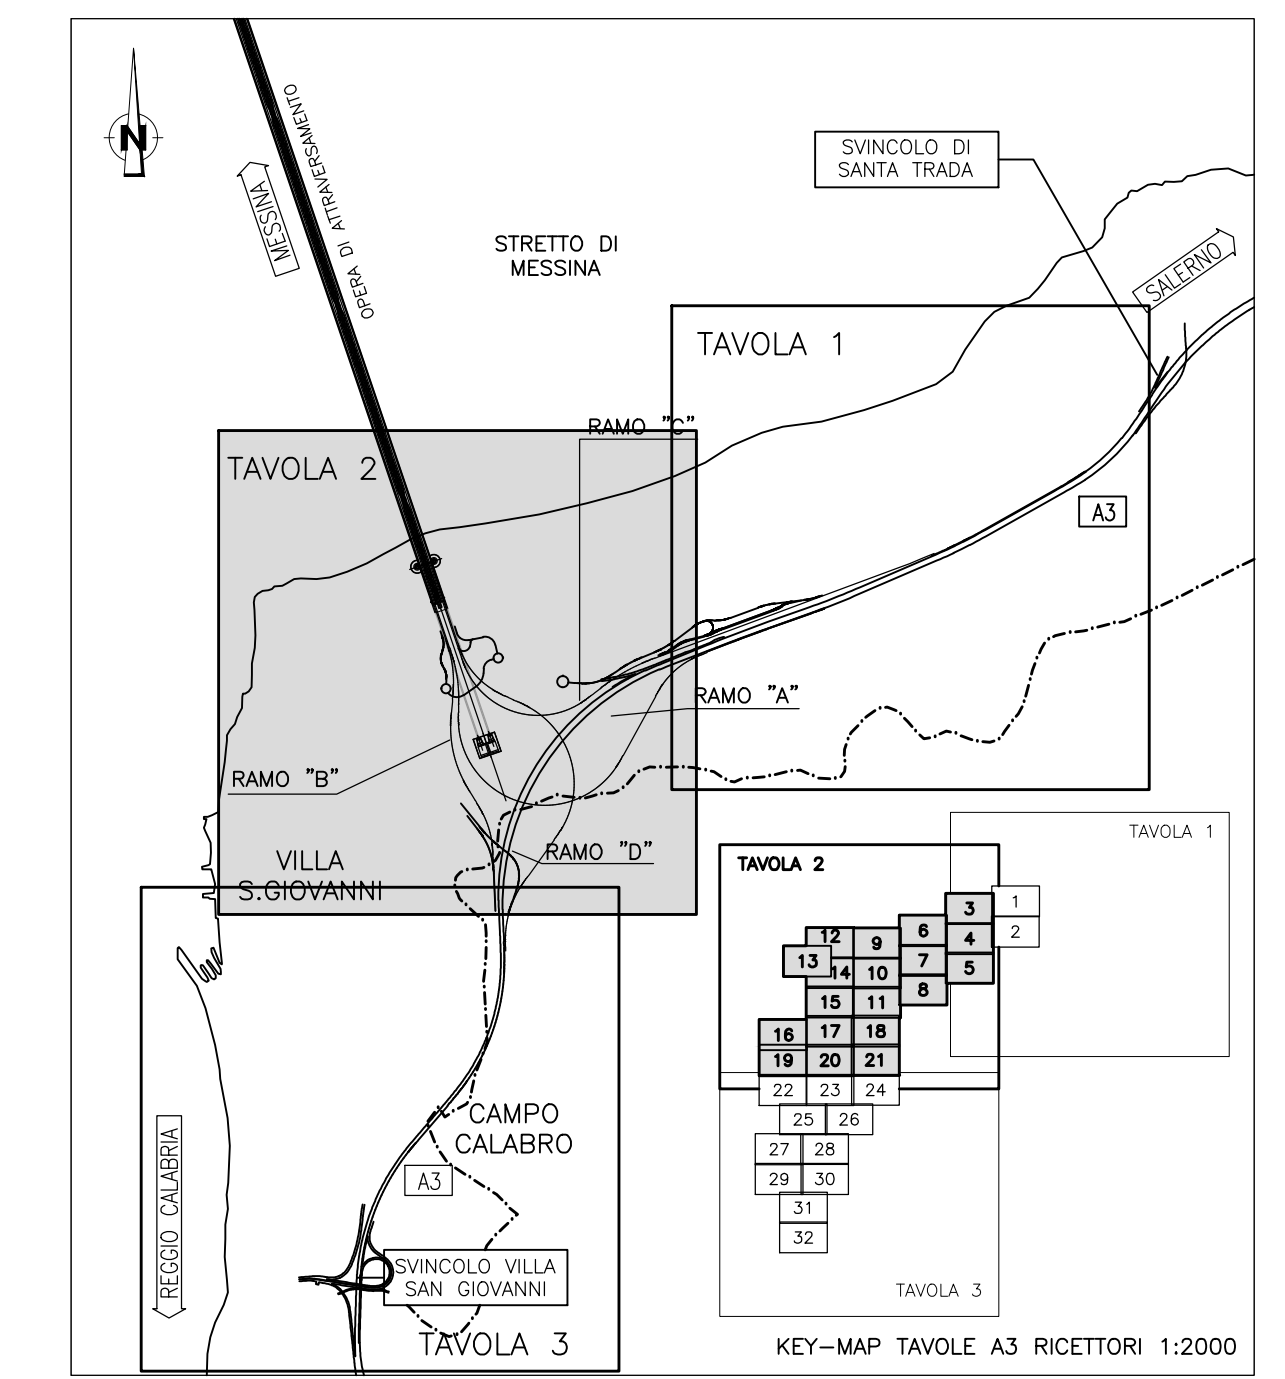 N
OPERA DI ATTRAVERSAMENTO
MESSINA
STRETTO DI
MESSINA
SVINCOLO DI
SANTA TRADA
SALERNO
TAVOLA 1
RAMO "C"
TAVOLA 2
A3
RAMO "A"
RAMO "B"
RAMO "D"
VILLA
S.GIOVANNI
CAMPO
CALABRO
A3
REGGIO CALABRIA
SVINCOLO VILLA
SAN GIOVANNI
TAVOLA 3
TAVOLA 1
TAVOLA 2
3 1
6 4 2
12 9 7 5
13 14 10 8
15 11
16 17 18
19 20 21
22 23 24
25 26
27 28
29 30
31
32
TAVOLA 3
KEY-MAP TAVOLE A3 RICETTORI 1:2000